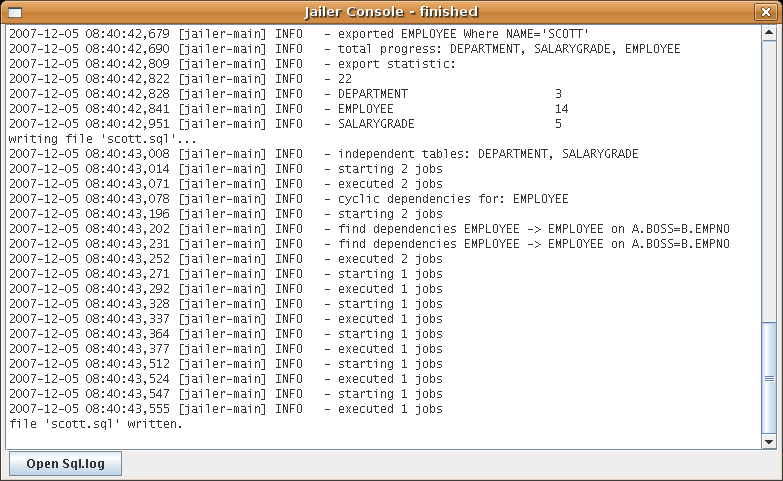 Jailer Console - finished
2007-12-05 08:40:42,679 [jailer-main] INFO   - exported EMPLOYEE Where NAME='SCOTT'
2007-12-05 08:40:42,690 [jailer-main] INFO   - total progress: DEPARTMENT, SALARYGRADE, EMPLOYEE
2007-12-05 08:40:42,809 [jailer-main] INFO   - export statistic:
2007-12-05 08:40:42,822 [jailer-main] INFO   - 22
2007-12-05 08:40:42,828 [jailer-main] INFO   - DEPARTMENT                     3
2007-12-05 08:40:42,841 [jailer-main] INFO   - EMPLOYEE                       14
2007-12-05 08:40:42,951 [jailer-main] INFO   - SALARYGRADE                    5
writing file 'scott.sql'...
2007-12-05 08:40:43,008 [jailer-main] INFO   - independent tables: DEPARTMENT, SALARYGRADE
2007-12-05 08:40:43,014 [jailer-main] INFO   - starting 2 jobs
2007-12-05 08:40:43,071 [jailer-main] INFO   - executed 2 jobs
2007-12-05 08:40:43,078 [jailer-main] INFO   - cyclic dependencies for: EMPLOYEE
2007-12-05 08:40:43,196 [jailer-main] INFO   - starting 2 jobs
2007-12-05 08:40:43,202 [jailer-main] INFO   - find dependencies EMPLOYEE -> EMPLOYEE on A.BOSS=B.EMPNO
2007-12-05 08:40:43,231 [jailer-main] INFO   - find dependencies EMPLOYEE -> EMPLOYEE on A.BOSS=B.EMPNO
2007-12-05 08:40:43,252 [jailer-main] INFO   - executed 2 jobs
2007-12-05 08:40:43,271 [jailer-main] INFO   - starting 1 jobs
2007-12-05 08:40:43,292 [jailer-main] INFO   - executed 1 jobs
2007-12-05 08:40:43,328 [jailer-main] INFO   - starting 1 jobs
2007-12-05 08:40:43,337 [jailer-main] INFO   - executed 1 jobs
2007-12-05 08:40:43,364 [jailer-main] INFO   - starting 1 jobs
2007-12-05 08:40:43,377 [jailer-main] INFO   - executed 1 jobs
2007-12-05 08:40:43,512 [jailer-main] INFO   - starting 1 jobs
2007-12-05 08:40:43,524 [jailer-main] INFO   - executed 1 jobs
2007-12-05 08:40:43,547 [jailer-main] INFO   - starting 1 jobs
2007-12-05 08:40:43,555 [jailer-main] INFO   - executed 1 jobs
file 'scott.sql' written.
Open Sql.log